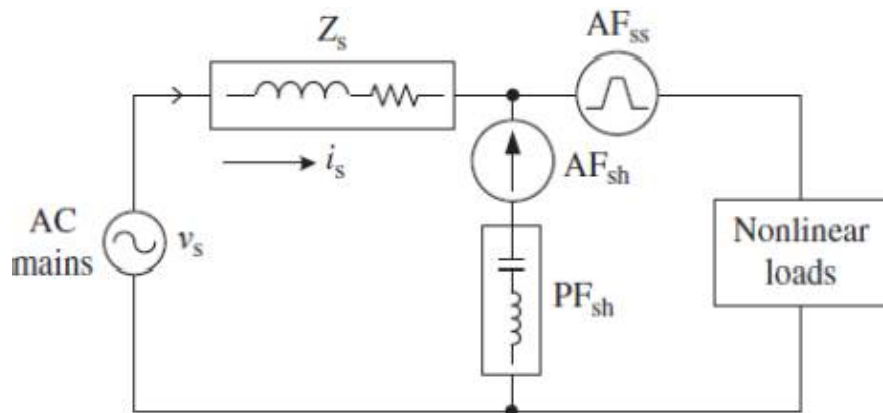 Z_s
AF_ss
i_s
AF_sh
AC
mains
v_s
PF_sh
Nonlinear
loads